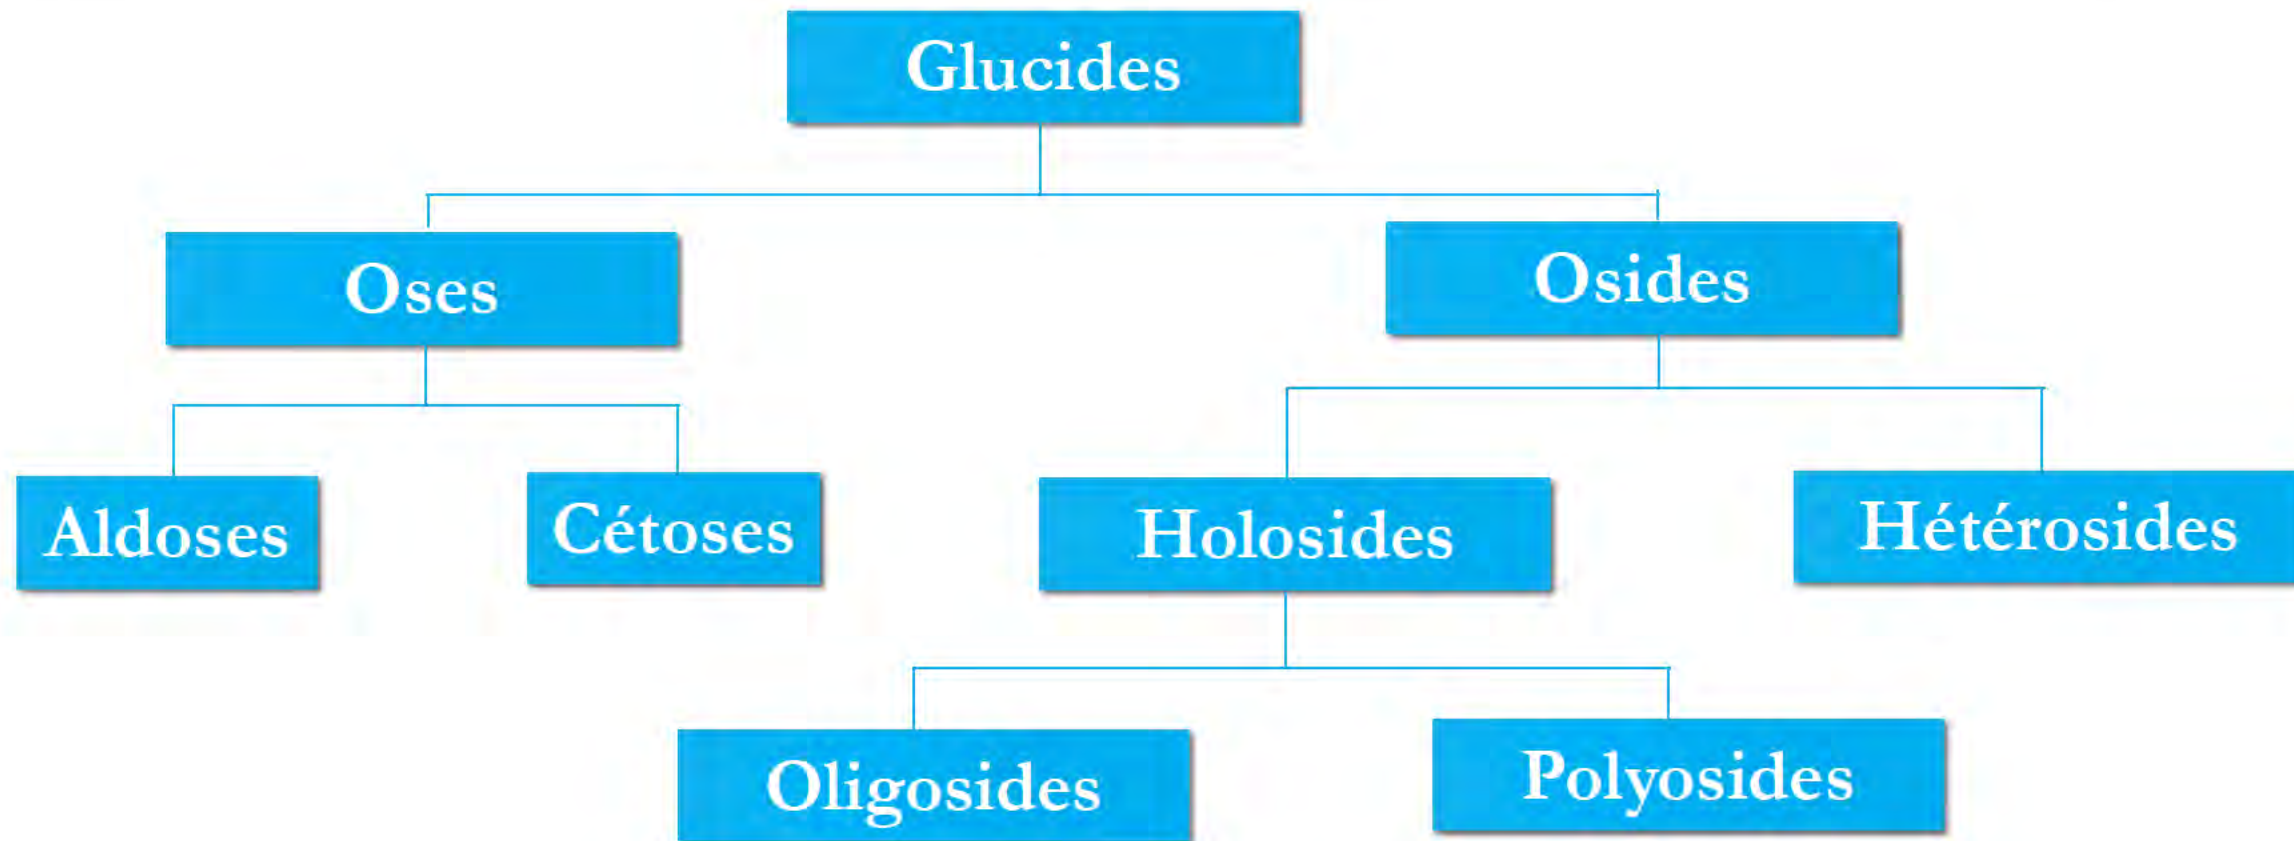 Glucides
Oses
Osides
Aldoses
Cétoses
Holosides
Hétérosides
Oligosides
Polyosides